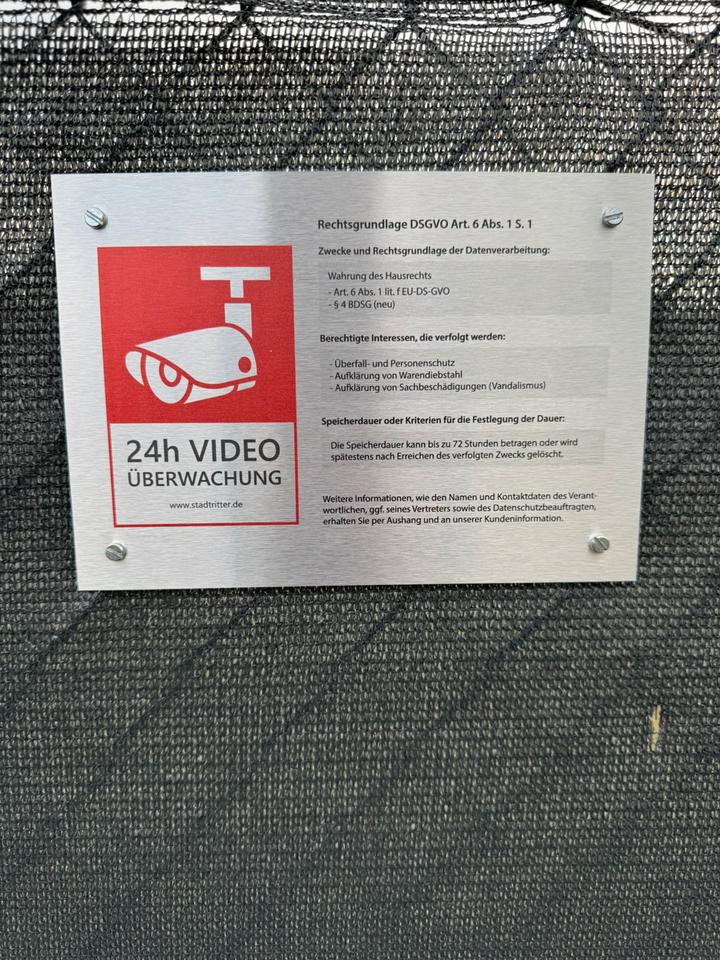 24h VIDEO
ÜBERWACHUNG
www.stadtritter.de
Rechtsgrundlage DSGVO Art. 6 Abs. 1 S. 1
Zwecke und Rechtsgrundlage der Datenverarbeitung:
Wahrung des Hausrechts
- Art. 6 Abs. 1 lit. f EU-DS-GVO
- § 4 BDSG (neu)
Berechtigte Interessen, die verfolgt werden:
- Überfall- und Personenschutz
- Aufklärung von Warendiebstahl
- Aufklärung von Sachbeschädigungen (Vandalismus)
Speicherdauer oder Kriterien für die Festlegung der Dauer:
Die Speicherdauer kann bis zu 72 Stunden betragen oder wird
spätestens nach Erreichen des verfolgten Zwecks gelöscht.
Weitere Informationen, wie den Namen und Kontaktdaten des Verant-
wortlichen, ggf. seines Vertreters sowie des Datenschutzbeauftragten,
erhalten Sie per Aushang and an unserer Kundeninformation.